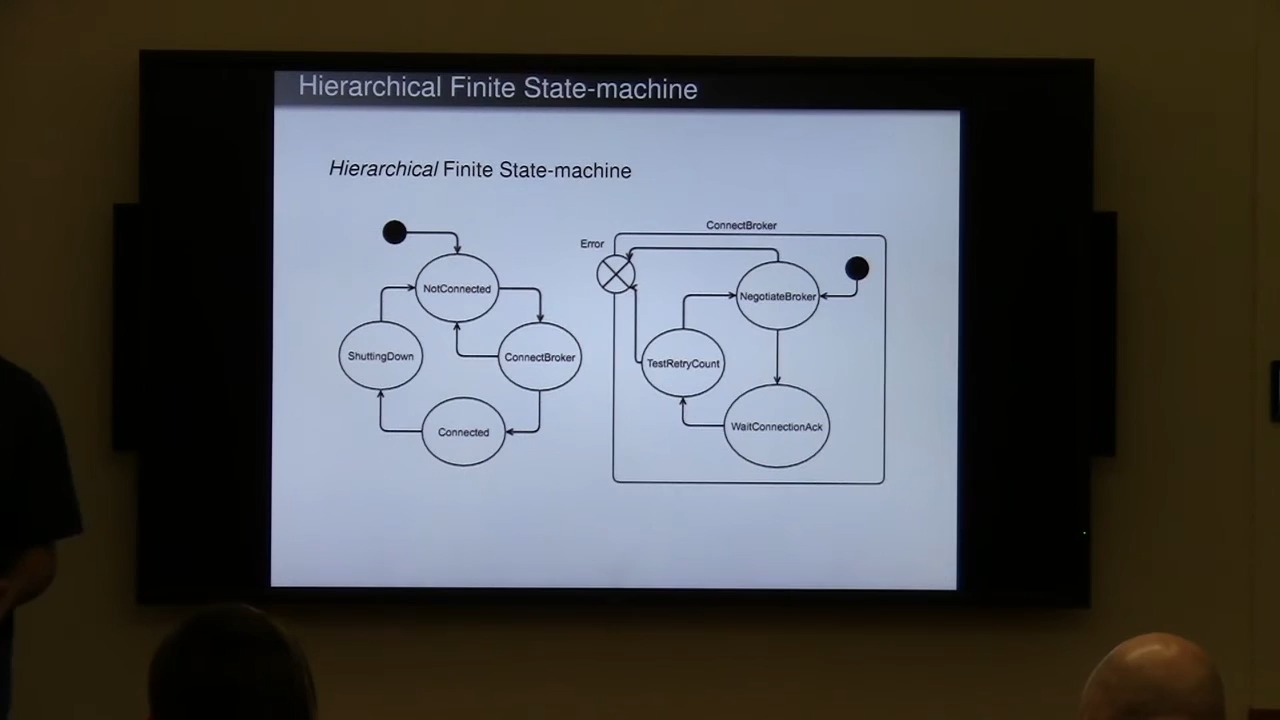 Hierarchical Finite State-machine
Hierarchical Finite State-machine
ConnectBroker
Error
NotConnected
NegotiateBroker
ShuttingDown
ConnectBroker
TestRetryCount
Connected
WaitConnectionAck